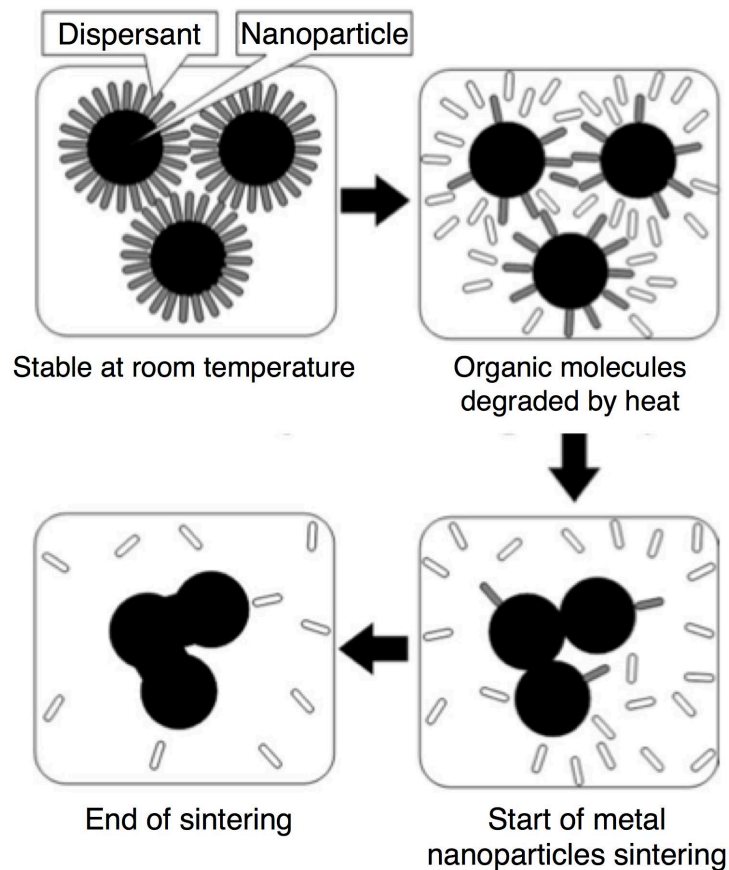 Dispersant
Nanoparticle
Stable at room temperature
Organic molecules
degraded by heat
End of sintering
Start of metal
nanoparticles sintering